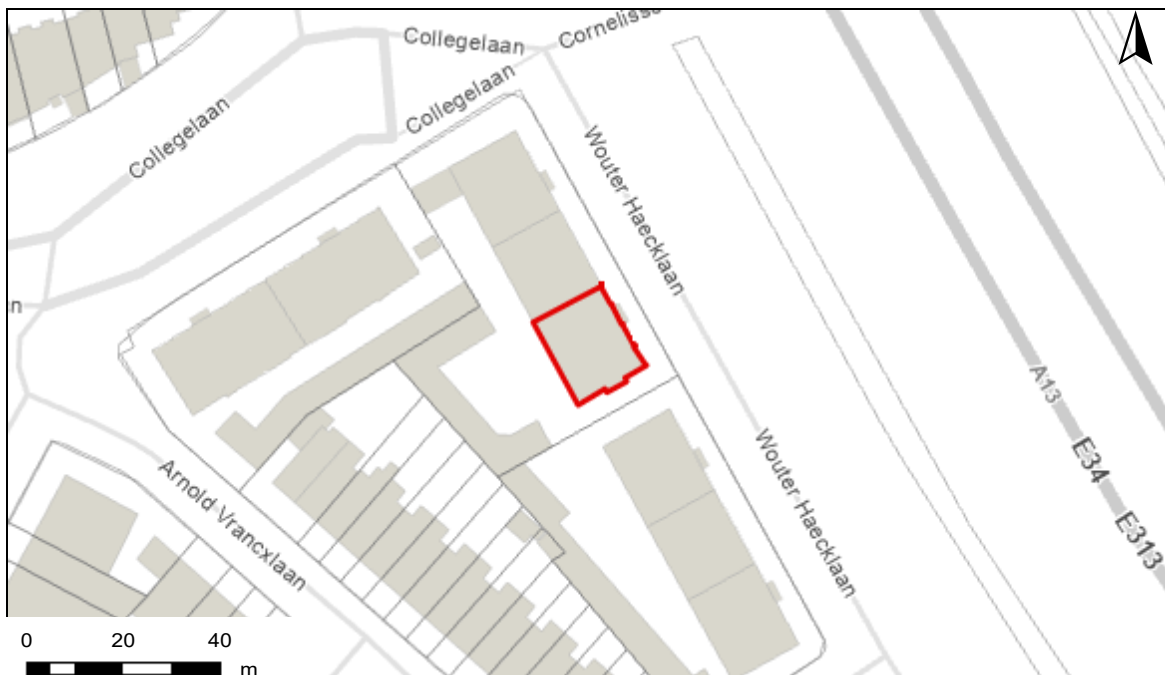 Collegelaan
Cornelisse
Collegelaan
Collegelaan
Wouter Haecklaan
n
A13
E34
E313
Wouter Haecklaan
Arnold Vrancxlaan
0 20 40
m